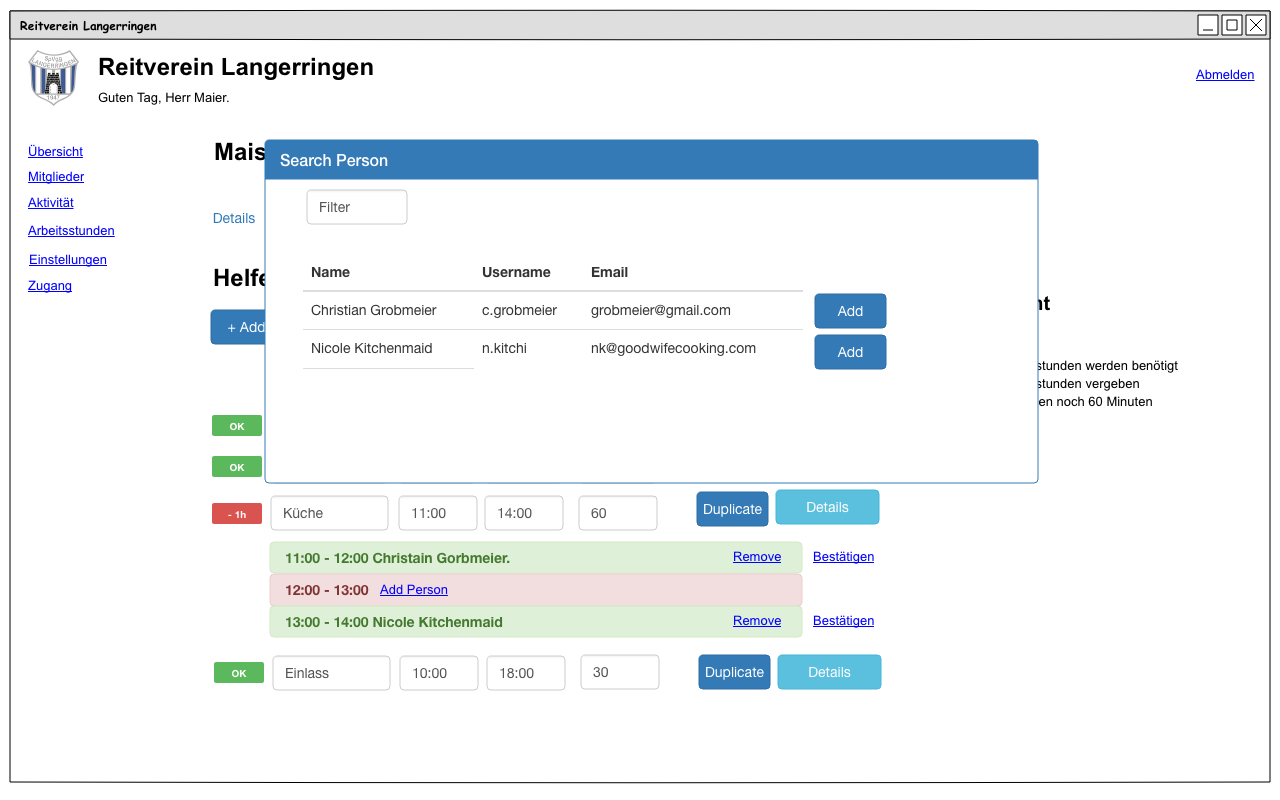 Reitverein Langerringen
SpVgg
LANGERRINGEN
1947
Reitverein Langerringen
Guten Tag, Herr Maier.
Abmelden
Übersicht
Mitglieder
Aktivität
Arbeitsstunden
Einstellungen
Zugang
Mais
Details
Helfe
+ Add
Search Person
Filter
Name Username Email
Christian Grobmeier c.grobmeier grobmeier@gmail.com Add
Nicole Kitchenmaid n.kitchi nk@goodwifecooking.com Add
nt
stunden werden benötigt
stunden vergeben
en noch 60 Minuten
OK
OK
- 1h Küche 11:00 14:00 60 Duplicate Details
11:00 - 12:00 Christain Gorbmeier. Remove Bestätigen
12:00 - 13:00 Add Person
13:00 - 14:00 Nicole Kitchenmaid Remove Bestätigen
OK Einlass 10:00 18:00 30 Duplicate Details